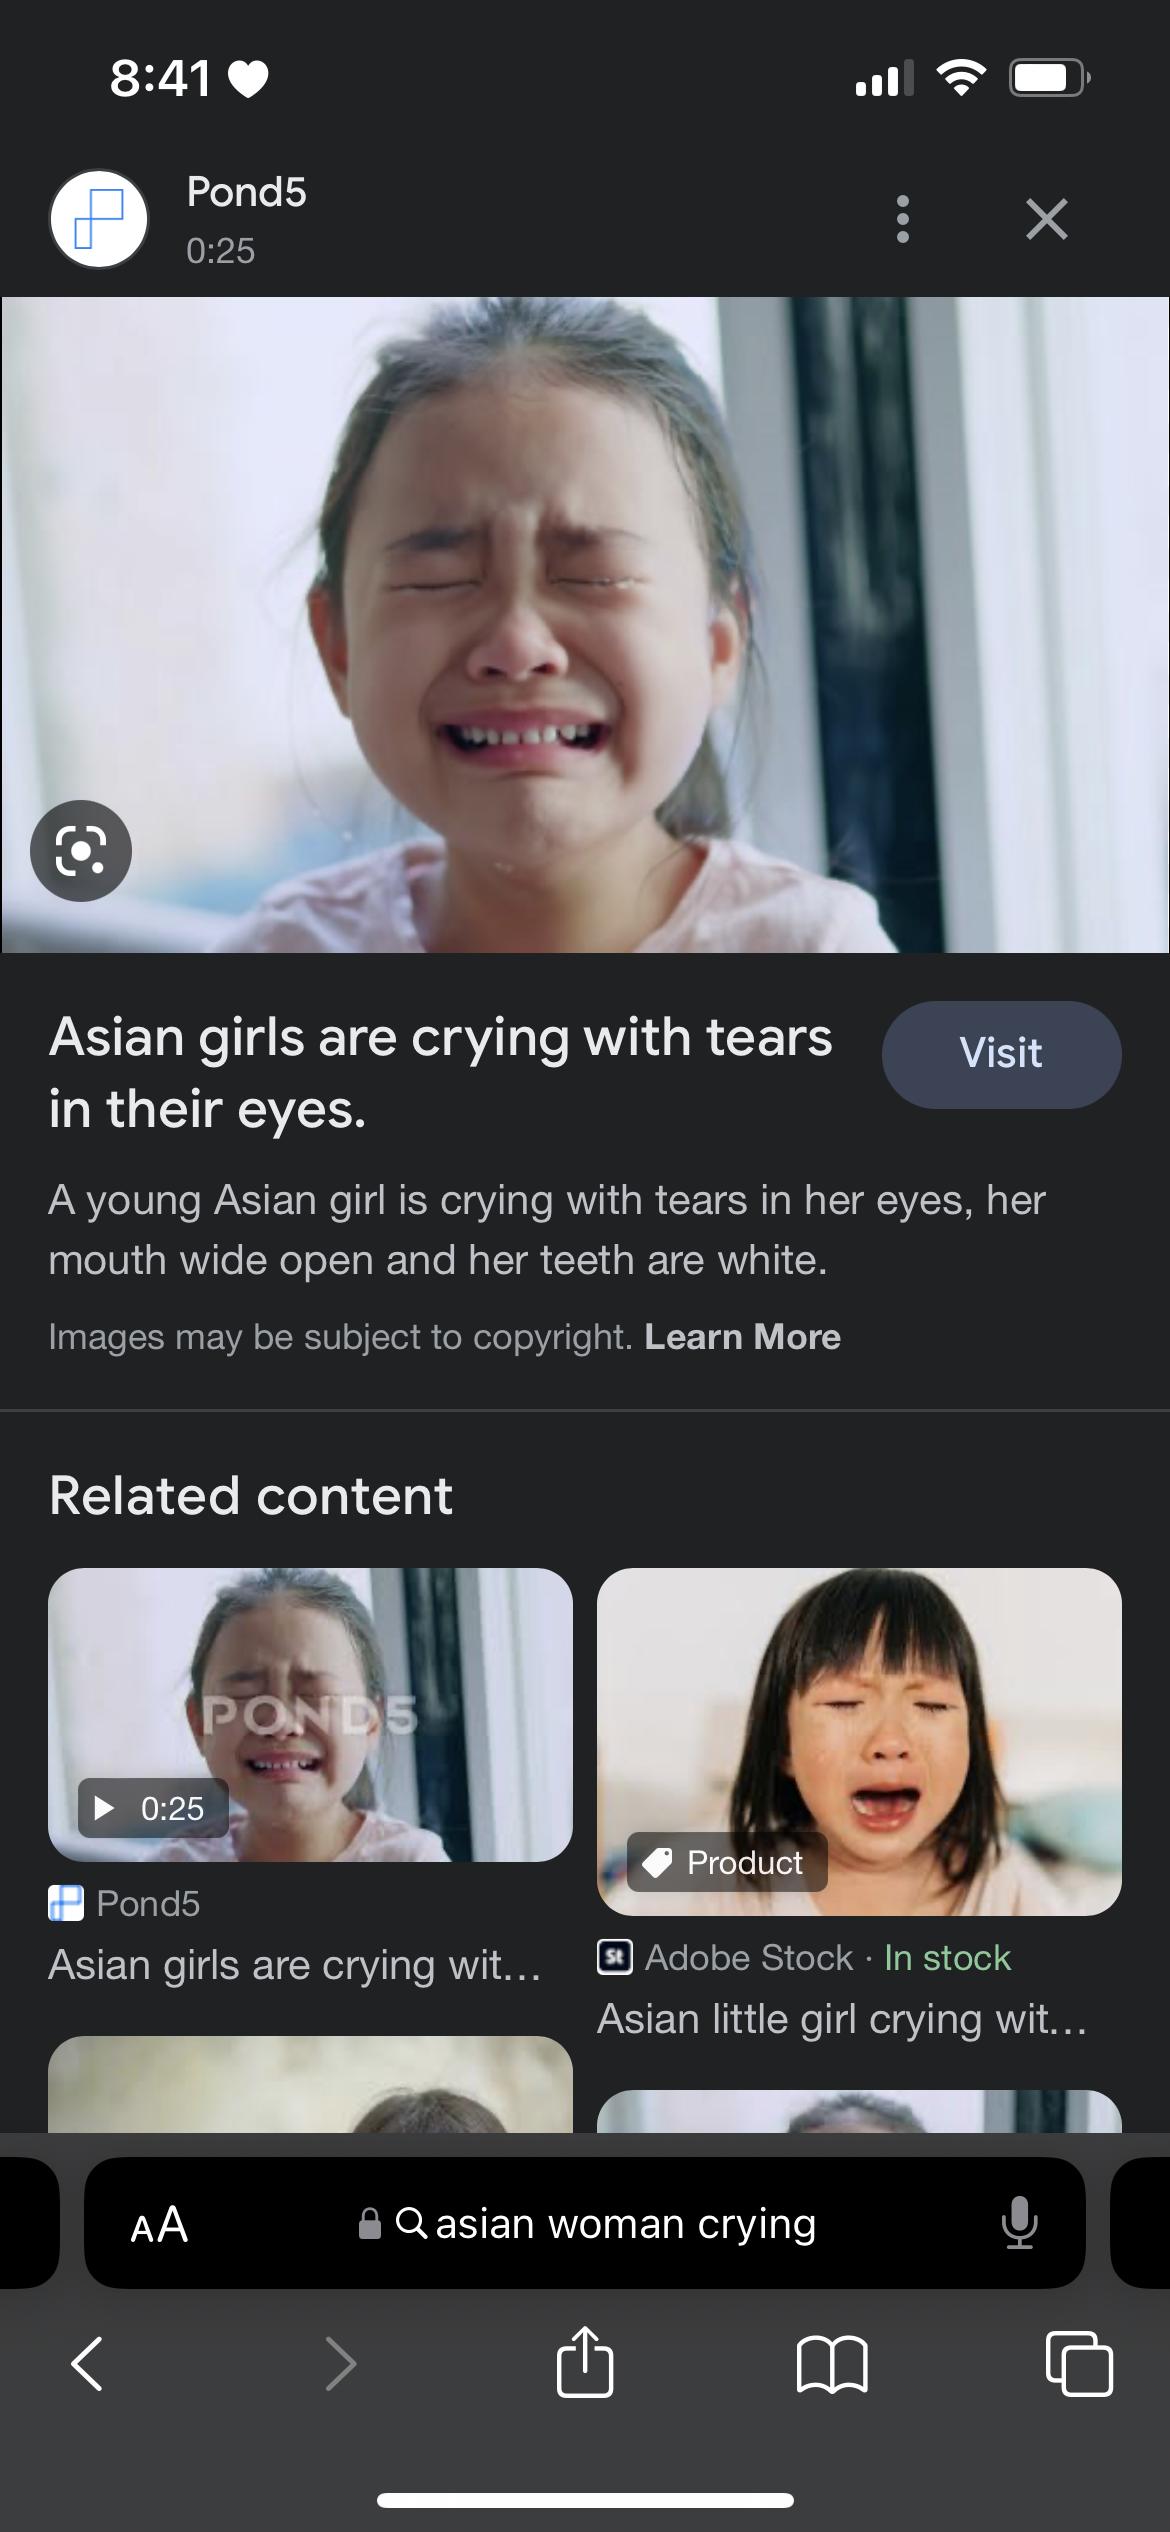 8:41
Pond5
0:25
Asian girls are crying with tears
in their eyes.
Visit
A young Asian girl is crying with tears in her eyes, her
mouth wide open and her teeth are white.
Images may be subject to copyright. Learn More
Related content
POND5
0:25
Product
Pond5
Asian girls are crying wit...
St Adobe Stock · In stock
Asian little girl crying wit...
AA asian woman crying